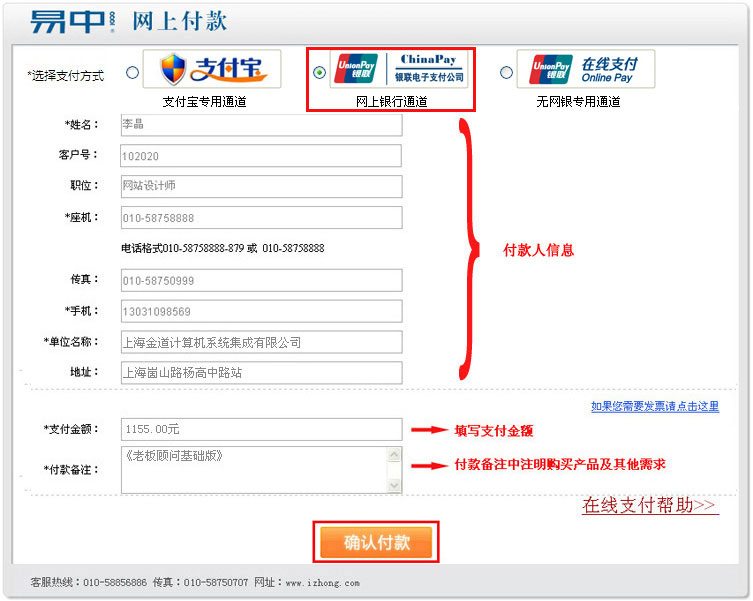 易中 网上付款
*选择支付方式 支付宝 UnionPay 银联 ChinaPay 银联电子支付公司 UnionPay 银联 在线支付 Online Pay
支付宝专用通道 网上银行通道 无网银专用通道
*姓名: 李晶
客户号: 102020
职位: 网站设计师
*座机: 010-58758888
电话格式010-58758888-879 或 010-58758888
付款人信息
传真: 010-58750999
*手机: 13031098569
*单位名称: 上海金道计算机系统集成有限公司
地址: 上海崮山路杨高中路站
如果您需要发票请点击这里
*支付金额: 1155.00元 填写支付金额
*付款备注: 《老板顾问基础版》 付款备注中注明购买产品及其他需求
在线支付帮助>>
确认付款
客服热线:010-58856886 传真:010-58750707 网址:www.izhong.com